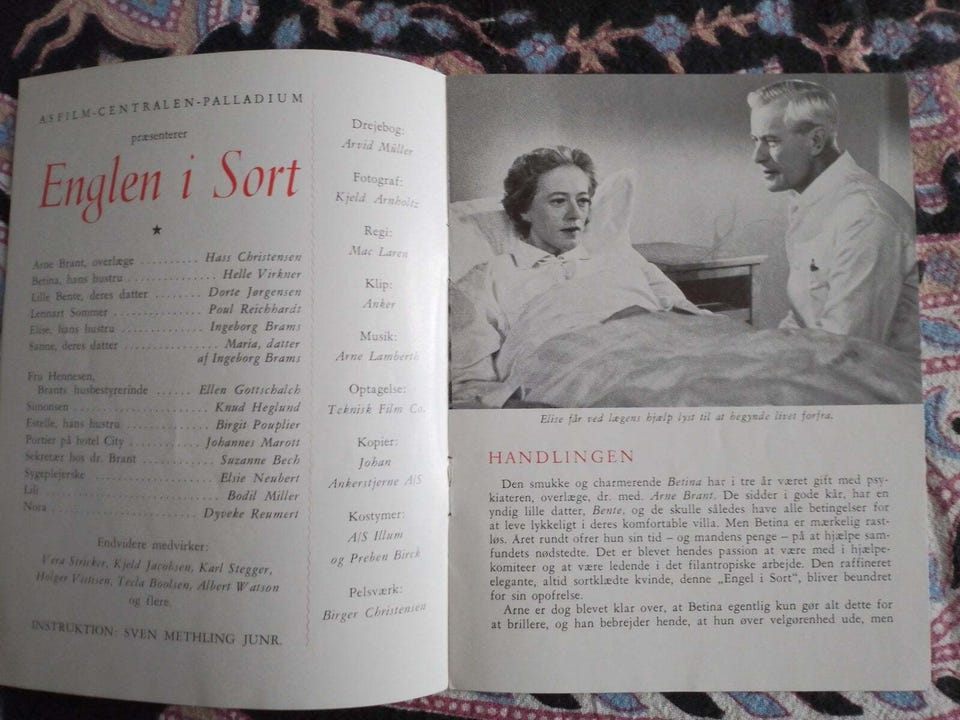 ASFILM-CENTRALEN-PALLADIUM
præsenterer
Englen i Sort
Arne Brant, overlæge .......... Hass Christensen
Betina, hans hustru .......... Helle Virkner
Lille Bente, deres datter ........ Dorte Jørgensen
Lennart Sommer ............. Poul Reichhardt
Elise, hans hustru ............. Ingeborg Brams
Sanne, deres datter ........... Maria, datter
af Ingeborg Brams
Fru Hennesen,
Brants husbestyrerinde ...... Ellen Gottschalch
Simonsen ................. Knud Heglund
Estelle, hans hustru ............ Birgit Pouplier
Portier på hotel City .......... Johannes Marott
Sekretær hos dr. Brant .......... Suzanne Bech
Sygeplejerske ................ Elsie Neubert
Lili ..................... Bodil Miller
Nora .................... Dyveke Reumert
Endvidere medvirker:
Vera Stricker, Kjeld Jacobsen, Karl Stegger,
Holger Vistisen, Tecla Boolsen, Albert Watson
og flere.
INSTRUKTION: SVEN METHLING JUNR.
Drejebog:
Arvid Müller
Fotograf:
Kjeld Arnholtz
Regi:
Mac Laren
Klip:
Anker
Musik:
Arne Lamberth
Optagelse:
Teknisk Film Co.
Kopier:
Johan
Ankerstjerne A/S
Kostymer:
A/S Illum
og Preben Birck
Pelsværk:
Birger Christensen
Elise får ved lægens hjælp lyst til at begynde livet forfra.
HANDLINGEN
Den smukke og charmerende Betina har i tre år været gift med psy-
kiateren, overlæge, dr. med. Arne Brant. De sidder i gode kår, har en
yndig lille datter, Bente, og de skulle således have alle betingelser for
at leve lykkeligt i deres komfortable villa. Men Betina er mærkelig rast-
løs. Året rundt ofrer hun sin tid – og mandens penge – på at hjælpe sam-
fundets nødstedte. Det er blevet hendes passion at være med i hjælpe-
komiteer og at være ledende i det filantropiske arbejde. Den raffineret
elegante, altid sortklædte kvinde, denne „Engel i Sort“, bliver beundret
for sin opofrelse.
Arne er dog blevet klar over, at Betina egentlig kun gør alt dette for
at brillere, og han bebrejder hende, at hun øver velgørenhed ude, men